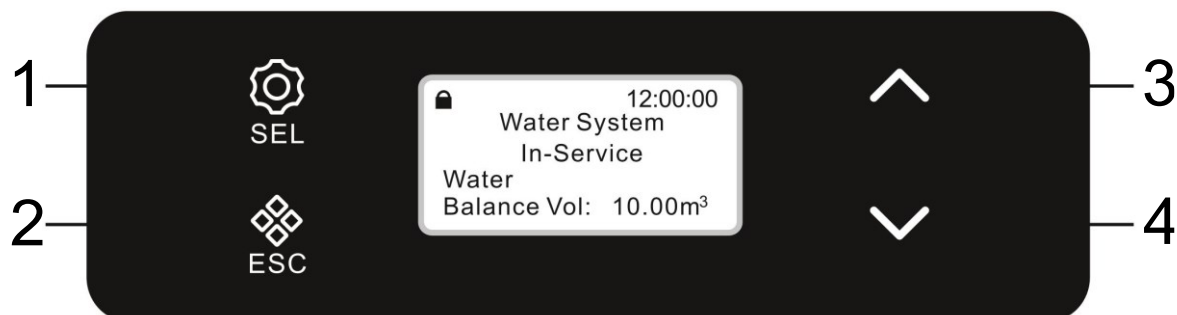 1
SEL
2
ESC
12:00:00
Water System
In-Service
Water
Balance Vol: 10.00m³
3
4